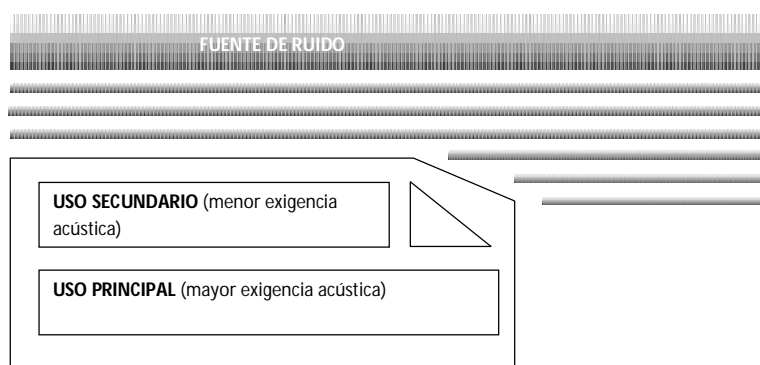 FUENTE DE RUIDO
USO SECUNDARIO (menor exigencia
acústica)
USO PRINCIPAL (mayor exigencia acústica)